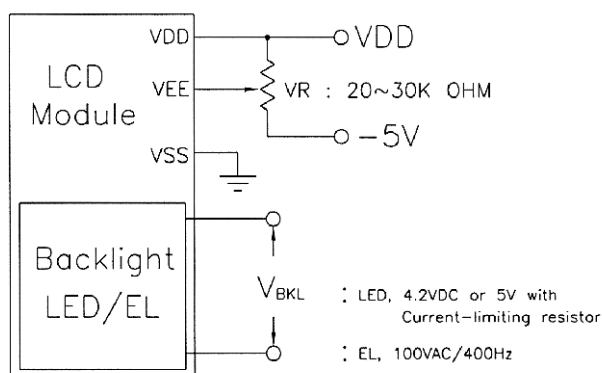 VDD
VDD
LCD
Module
VEE
VR : 20~30K OHM
-5V
VSS
Backlight
LED/EL
VBKL
: LED, 4.2VDC or 5V with
Current-limiting resistor
: EL, 100VAC/400Hz